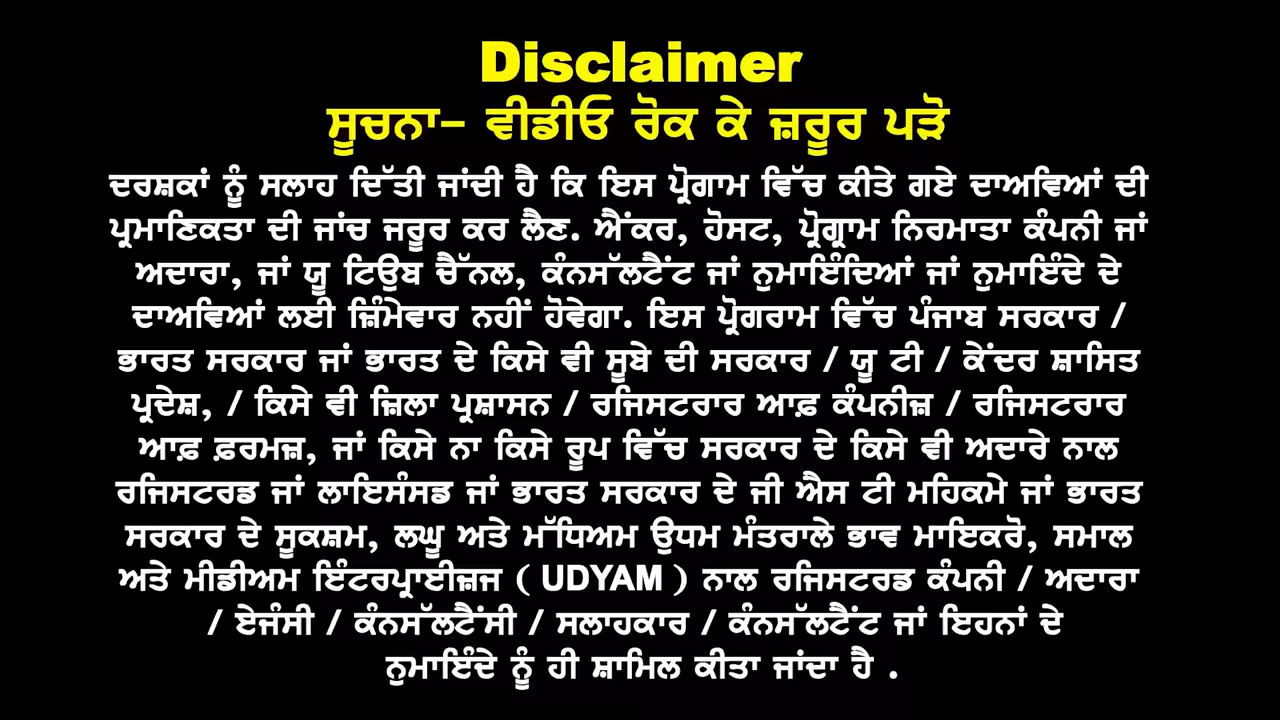 Disclaimer
ਸੂਚਨਾ- ਵੀਡੀਓ ਰੋਕ ਕੇ ਜ਼ਰੂਰ ਪੜੋ
ਦਰਸ਼ਕਾਂ ਨੂੰ ਸਲਾਹ ਦਿੱਤੀ ਜਾਂਦੀ ਹੈ ਕਿ ਇਸ ਪ੍ਰੋਗਾਮ ਵਿੱਚ ਕੀਤੇ ਗਏ ਦਾਅਵਿਆਂ ਦੀ
ਪ੍ਰਮਾਣਿਕਤਾ ਦੀ ਜਾਂਚ ਜਰੂਰ ਕਰ ਲੈਣ. ਐਂਕਰ, ਹੋਸਟ, ਪ੍ਰੋਗ੍ਰਾਮ ਨਿਰਮਾਤਾ ਕੰਪਨੀ ਜਾਂ
ਅਦਾਰਾ, ਜਾਂ ਯੂ ਟਿਊਬ ਚੈੱਨਲ, ਕੰਨਸੱਲਟੈਂਟ ਜਾਂ ਨੁਮਾਇੰਦਿਆਂ ਜਾਂ ਨੁਮਾਇੰਦੇ ਦੇ
ਦਾਅਵਿਆਂ ਲਈ ਜ਼ਿੰਮੇਵਾਰ ਨਹੀਂ ਹੋਵੇਗਾ. ਇਸ ਪ੍ਰੋਗਰਾਮ ਵਿੱਚ ਪੰਜਾਬ ਸਰਕਾਰ /
ਭਾਰਤ ਸਰਕਾਰ ਜਾਂ ਭਾਰਤ ਦੇ ਕਿਸੇ ਵੀ ਸੂਬੇ ਦੀ ਸਰਕਾਰ / ਯੂ ਟੀ / ਕੇਂਦਰ ਸ਼ਾਸਿਤ
ਪ੍ਰਦੇਸ਼, / ਕਿਸੇ ਵੀ ਜ਼ਿਲਾ ਪ੍ਰਸ਼ਾਸਨ / ਰਜਿਸਟਰਾਰ ਆਫ਼ ਕੰਪਨੀਜ਼ / ਰਜਿਸਟਰਾਰ
ਆਫ਼ ਫ਼ਰਮਜ਼, ਜਾਂ ਕਿਸੇ ਨਾ ਕਿਸੇ ਰੂਪ ਵਿੱਚ ਸਰਕਾਰ ਦੇ ਕਿਸੇ ਵੀ ਅਦਾਰੇ ਨਾਲ
ਰਜਿਸਟਰਡ ਜਾਂ ਲਾਇਸੰਸਡ ਜਾਂ ਭਾਰਤ ਸਰਕਾਰ ਦੇ ਜੀ ਐਸ ਟੀ ਮਹਿਕਮੇ ਜਾਂ ਭਾਰਤ
ਸਰਕਾਰ ਦੇ ਸੂਕਸ਼ਮ, ਲਘੂ ਅਤੇ ਮੱਧਿਅਮ ਉਧਮ ਮੰਤਰਾਲੇ ਭਾਵ ਮਾਇਕਰੋ, ਸਮਾਲ
ਅਤੇ ਮੀਡੀਅਮ ਇੰਟਰਪ੍ਰਾਈਜ਼ਜ ( UDYAM ) ਨਾਲ ਰਜਿਸਟਰਡ ਕੰਪਨੀ / ਅਦਾਰਾ
/ ਏਜੰਸੀ / ਕੰਨਸੱਲਟੈਂਸੀ / ਸਲਾਹਕਾਰ / ਕੰਨਸੱਲਟੈਂਟ ਜਾਂ ਇਹਨਾਂ ਦੇ
ਨੁਮਾਇੰਦੇ ਨੂੰ ਹੀ ਸ਼ਾਮਿਲ ਕੀਤਾ ਜਾਂਦਾ ਹੈ .